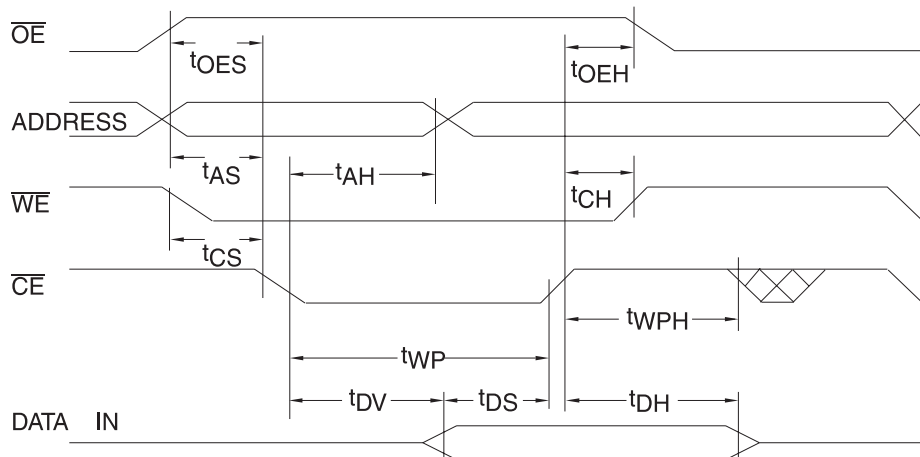 OE
tOES
tOEH
ADDRESS
tAS
tAH
tCH
WE
tCS
CE
tWPH
tWP
tDV
tDS
tDH
DATA IN